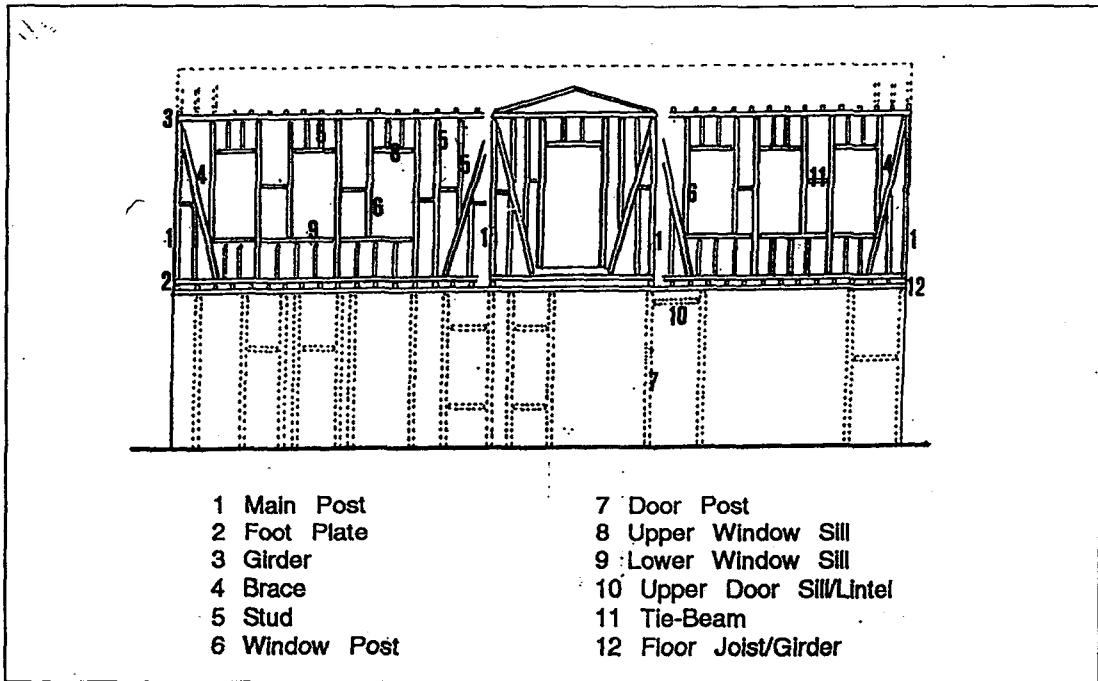 3
5
8
5
8
5
4
6
9
1
2
1
1
6
11
4
1
12
10
7
1 Main Post
2 Foot Plate
3 Girder
4 Brace
5 Stud
6 Window Post
7 Door Post
8 Upper Window Sill
9 Lower Window Sill
10 Upper Door Sill/Lintel
11 Tie-Beam
12 Floor Joist/Girder